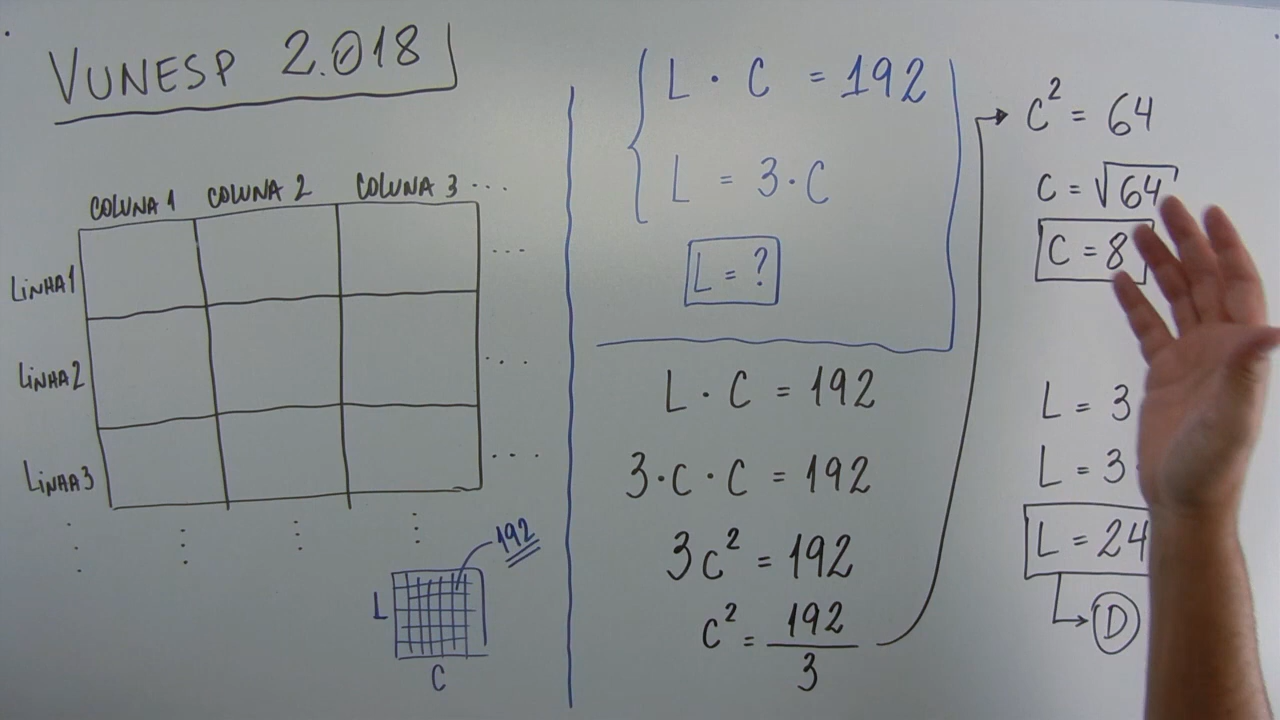 VUNESP 2.018
COLUNA 1 COLUNA 2 COLUNA 3 ...
LINHA 1 ...
LINHA 2 ...
LINHA 3 ...
192
L
C
L · C = 192
L = 3 · C
L = ?
L · C = 192
3 · C · C = 192
3C² = 192
C² = 192/3
C² = 64
C = √64
C = 8
L = 3
L = 3 ·
L = 24
D